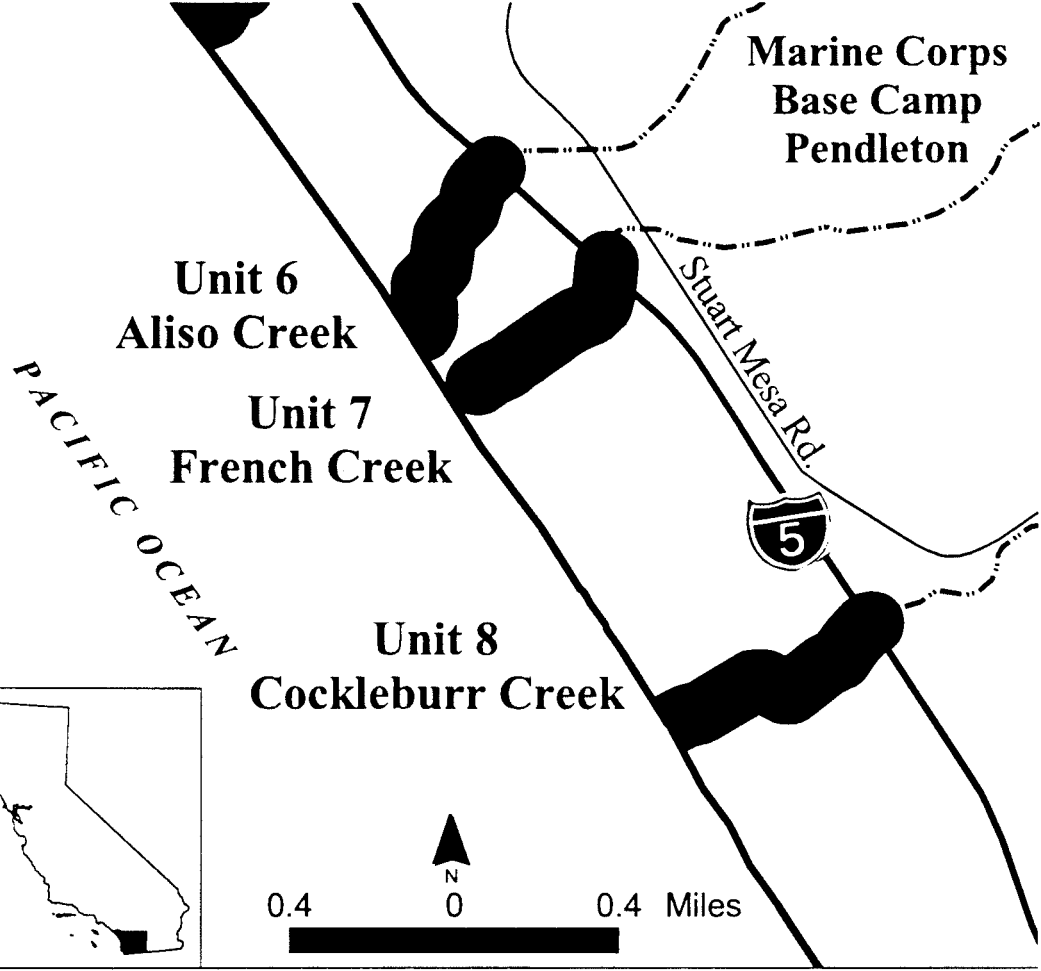 Marine Corps
Base Camp
Pendleton
Unit 6
Aliso Creek
Stuart Mesa Rd.
Unit 7
French Creek
PACIFIC OCEAN
5
Unit 8
Cockleburr Creek
N
0.4 0 0.4 Miles